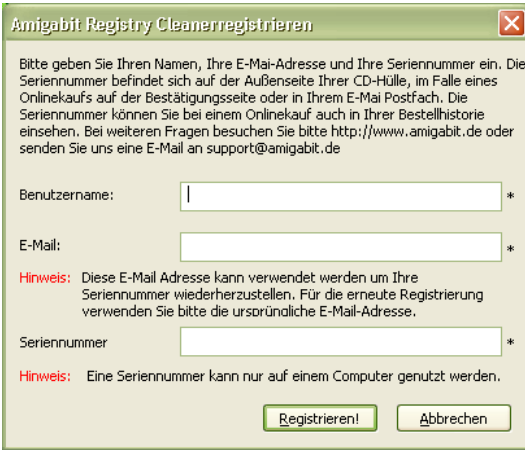 Amigabit Registry Cleanerregistrieren
Bitte geben Sie Ihren Namen, Ihre E-Mai-Adresse und Ihre Seriennummer ein. Die
Seriennummer befindet sich auf der Außenseite Ihrer CD-Hülle, im Falle eines
Onlinekaufs auf der Bestätigungsseite oder in Ihrem E-Mai Postfach. Die
Seriennummer können Sie bei einem Onlinekauf auch in Ihrer Bestellhistorie
einsehen. Bei weiteren Fragen besuchen Sie bitte http://www.amigabit.de oder
senden Sie uns eine E-Mail an support@amigabit.de
Benutzername: *
E-Mail: *
Hinweis: Diese E-Mail Adresse kann verwendet werden um Ihre
Seriennummer wiederherzustellen. Für die erneute Registrierung
verwenden Sie bitte die ursprüngliche E-Mail-Adresse.
Seriennummer *
Hinweis: Eine Seriennummer kann nur auf einem Computer genutzt werden.
Registrieren! Abbrechen